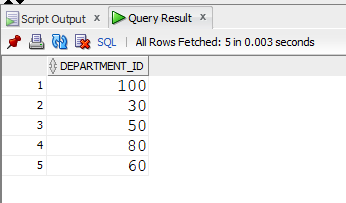 Script Output x Query Result x
SQL | All Rows Fetched: 5 in 0.003 seconds
DEPARTMENT_ID
1 100
2 30
3 50
4 80
5 60